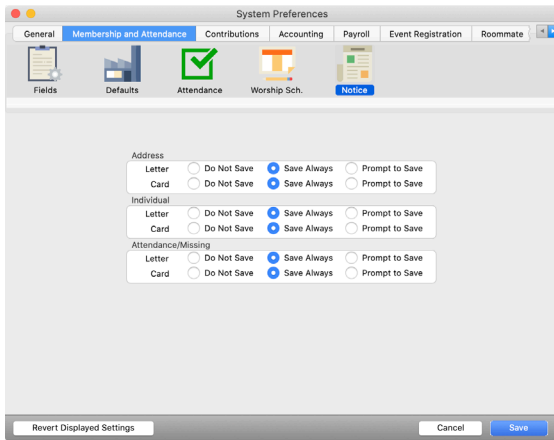 System Preferences
General Membership and Attendance Contributions Accounting Payroll Event Registration Roommate
Fields Defaults Attendance Worship Sch. Notice
Address
Letter Do Not Save Save Always Prompt to Save
Card Do Not Save Save Always Prompt to Save
Individual
Letter Do Not Save Save Always Prompt to Save
Card Do Not Save Save Always Prompt to Save
Attendance/Missing
Letter Do Not Save Save Always Prompt to Save
Card Do Not Save Save Always Prompt to Save
Revert Displayed Settings Cancel Save